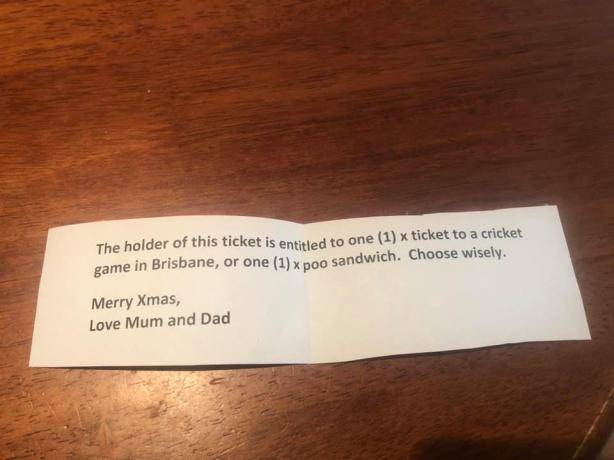 The holder of this ticket is entitled to one (1) x ticket to a cricket
game in Brisbane, or one (1) x poo sandwich.  Choose wisely.
Merry Xmas,
Love Mum and Dad